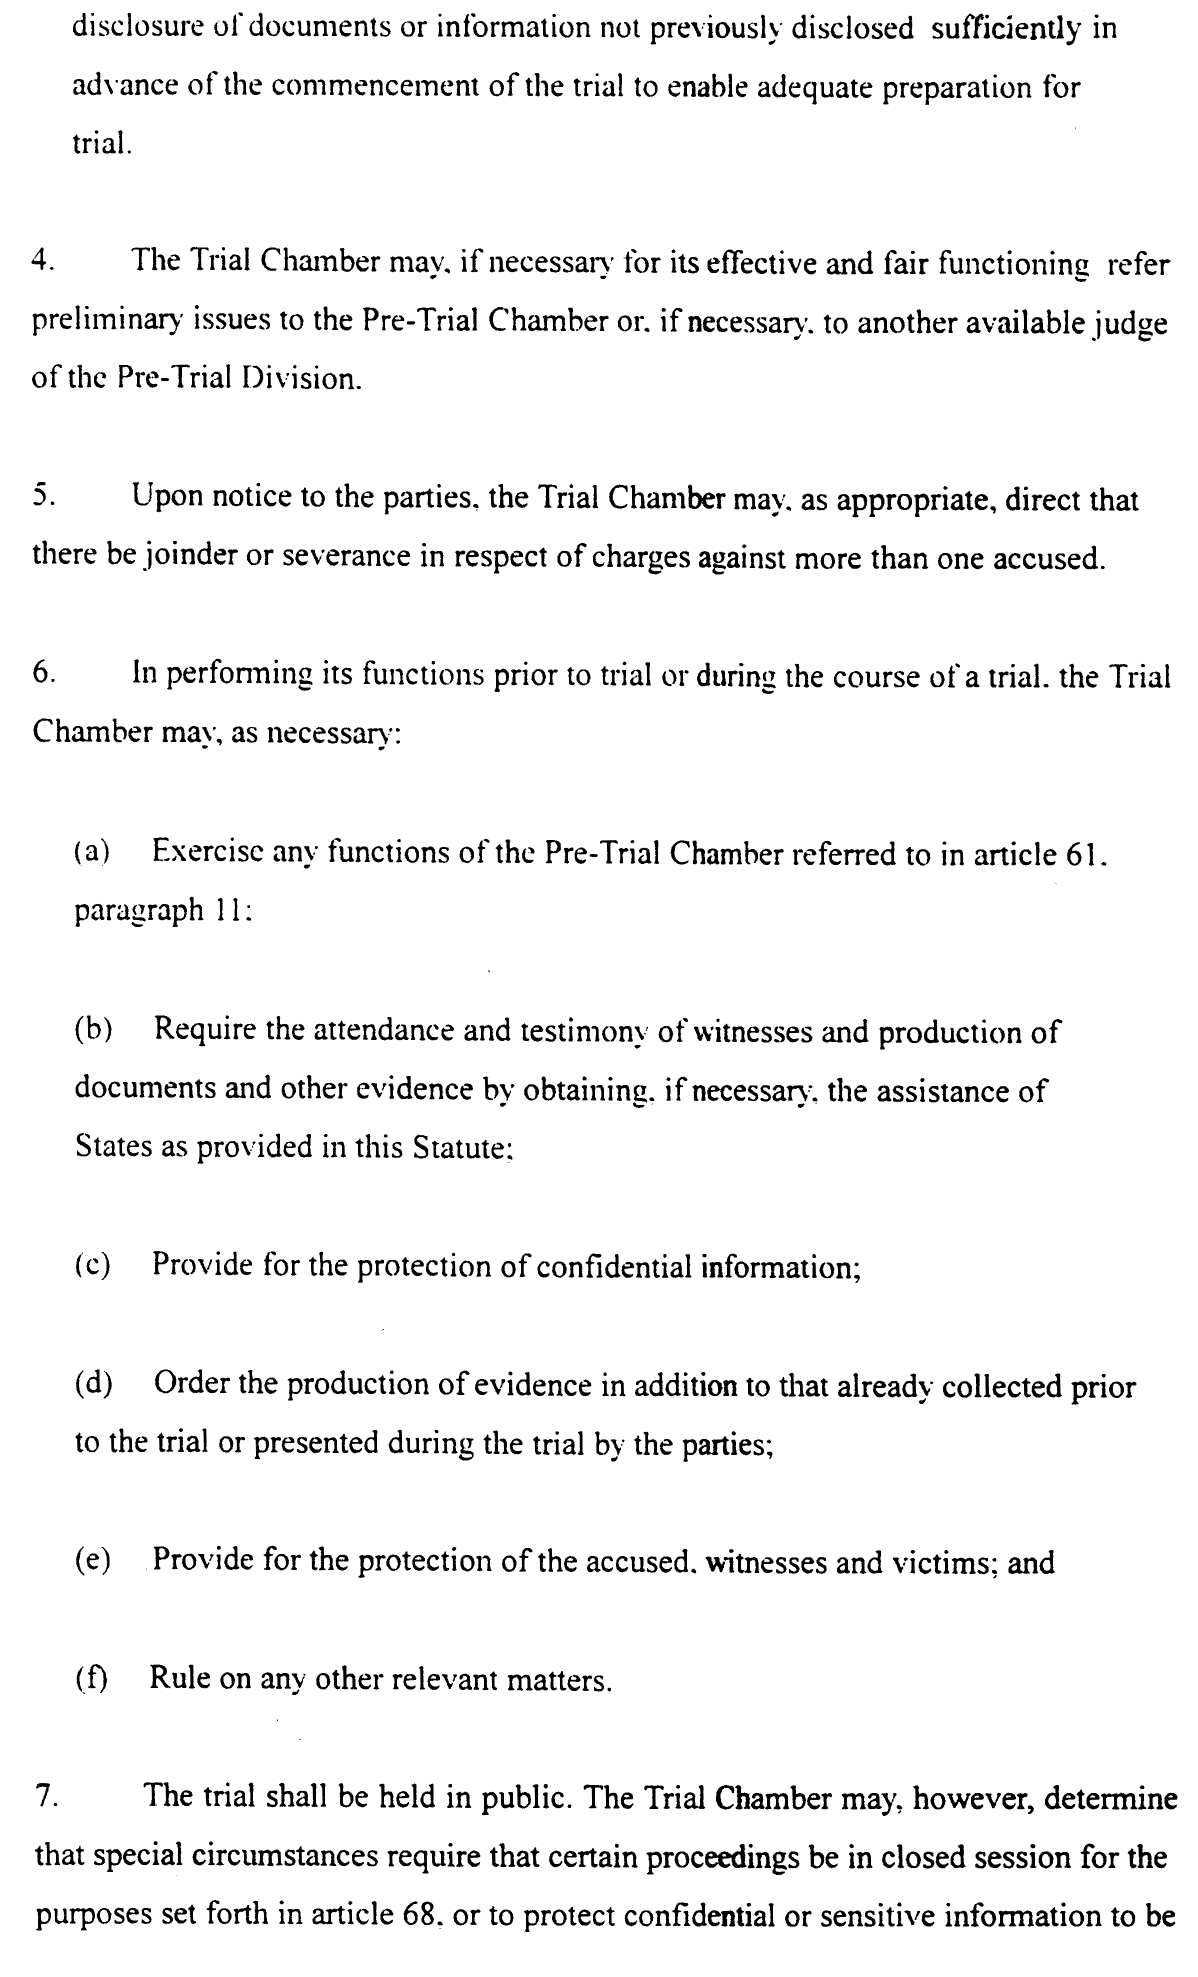 disclosure of documents or information not previously disclosed sufficiently in
advance of the commencement of the trial to enable adequate preparation for
trial.
4. The Trial Chamber may, if necessary for its effective and fair functioning refer
preliminary issues to the Pre-Trial Chamber or, if necessary, to another available judge
of the Pre-Trial Division.
5. Upon notice to the parties, the Trial Chamber may, as appropriate, direct that
there be joinder or severance in respect of charges against more than one accused.
6. In performing its functions prior to trial or during the course of a trial, the Trial
Chamber may, as necessary:
(a) Exercise any functions of the Pre-Trial Chamber referred to in article 61,
paragraph 11;
(b) Require the attendance and testimony of witnesses and production of
documents and other evidence by obtaining, if necessary, the assistance of
States as provided in this Statute;
(c) Provide for the protection of confidential information;
(d) Order the production of evidence in addition to that already collected prior
to the trial or presented during the trial by the parties;
(e) Provide for the protection of the accused, witnesses and victims; and
(f) Rule on any other relevant matters.
7. The trial shall be held in public. The Trial Chamber may, however, determine
that special circumstances require that certain proceedings be in closed session for the
purposes set forth in article 68, or to protect confidential or sensitive information to be